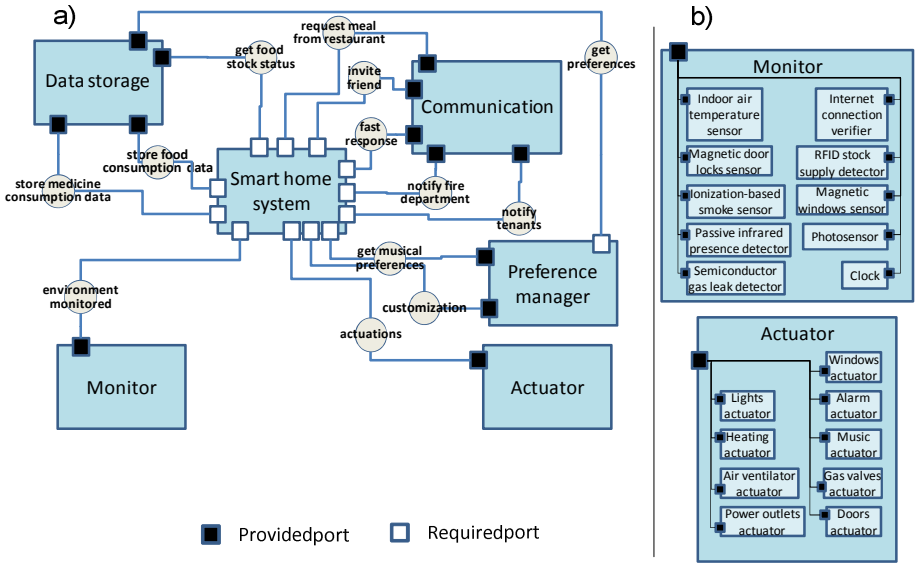 a)
b)
Data storage
get food
stock status
request meal
from restaurant
invite
friend
fast
response
Communication
get
preferences
store food
consumption data
store medicine
consumption data
Smart home
system
notify fire
department
notify
tenants
get musical
preferences
customization
actuations
Preference
manager
environment
monitored
Monitor
Actuator
Providedport
Requiredport
Monitor
Indoor air
temperature
sensor
Magnetic door
locks sensor
Ionization-based
smoke sensor
Passive infrared
presence detector
Semiconductor
gas leak detector
Internet
connection
verifier
RFID stock
supply detector
Magnetic
windows sensor
Photosensor
Clock
Actuator
Lights
actuator
Heating
actuator
Air ventilator
actuator
Power outlets
actuator
Windows
actuator
Alarm
actuator
Music
actuator
Gas valves
actuator
Doors
actuator